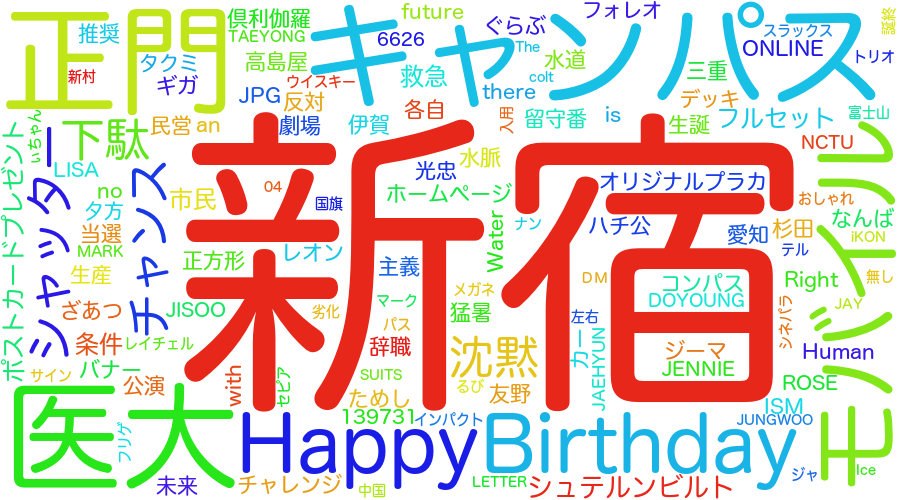 正門
キャンパス
新宿
医大
Happy
Birthday
モバイル
下駄
沈黙
シャッター
チャンス
推奨
タクミ
ギガ
新村
倶利伽羅
TAEYONG
高島屋
ウイスキー
JPG
反対
民営
an
劇場
伊賀
6626
救急
各自
future
ぐらぶ
The
colt
there
水道
フォレオ
入用
留守番
is
三重
デッキ
生誕
ONLINE
スラックス
トリオ
フルセット
富士山
誕終
NCTU
おしゃれ
なんば
iKON
杉田
テル
無し
愛知
ハチ公
オリジナルプラカ
光忠
水脈
ホームページ
Water
ナン
主義
マーク
メガネ
猛暑
パス
辞職
SUITS
るび
友野
ためし
139731
インパクト
LETTER
シュテルンビルト
カー
JAEHYUN
左右
DM
コンパス
DOYOUNG
ジーマ
JENNIE
シネパラ
Right
JAY
Human
ROSE
ISM
JUNGWOO
ジャ
Ice
ポストカードプレゼント
ぃちゃん
LISA
no
夕方
当選
MARK
生産
ざあつ
条件
レイチェル
バナー
サイン
公演
フリゲ
未来
チャレンジ
中国
with
セピア
劣化
レオン
正方形
JISOO
市民
04
国旗